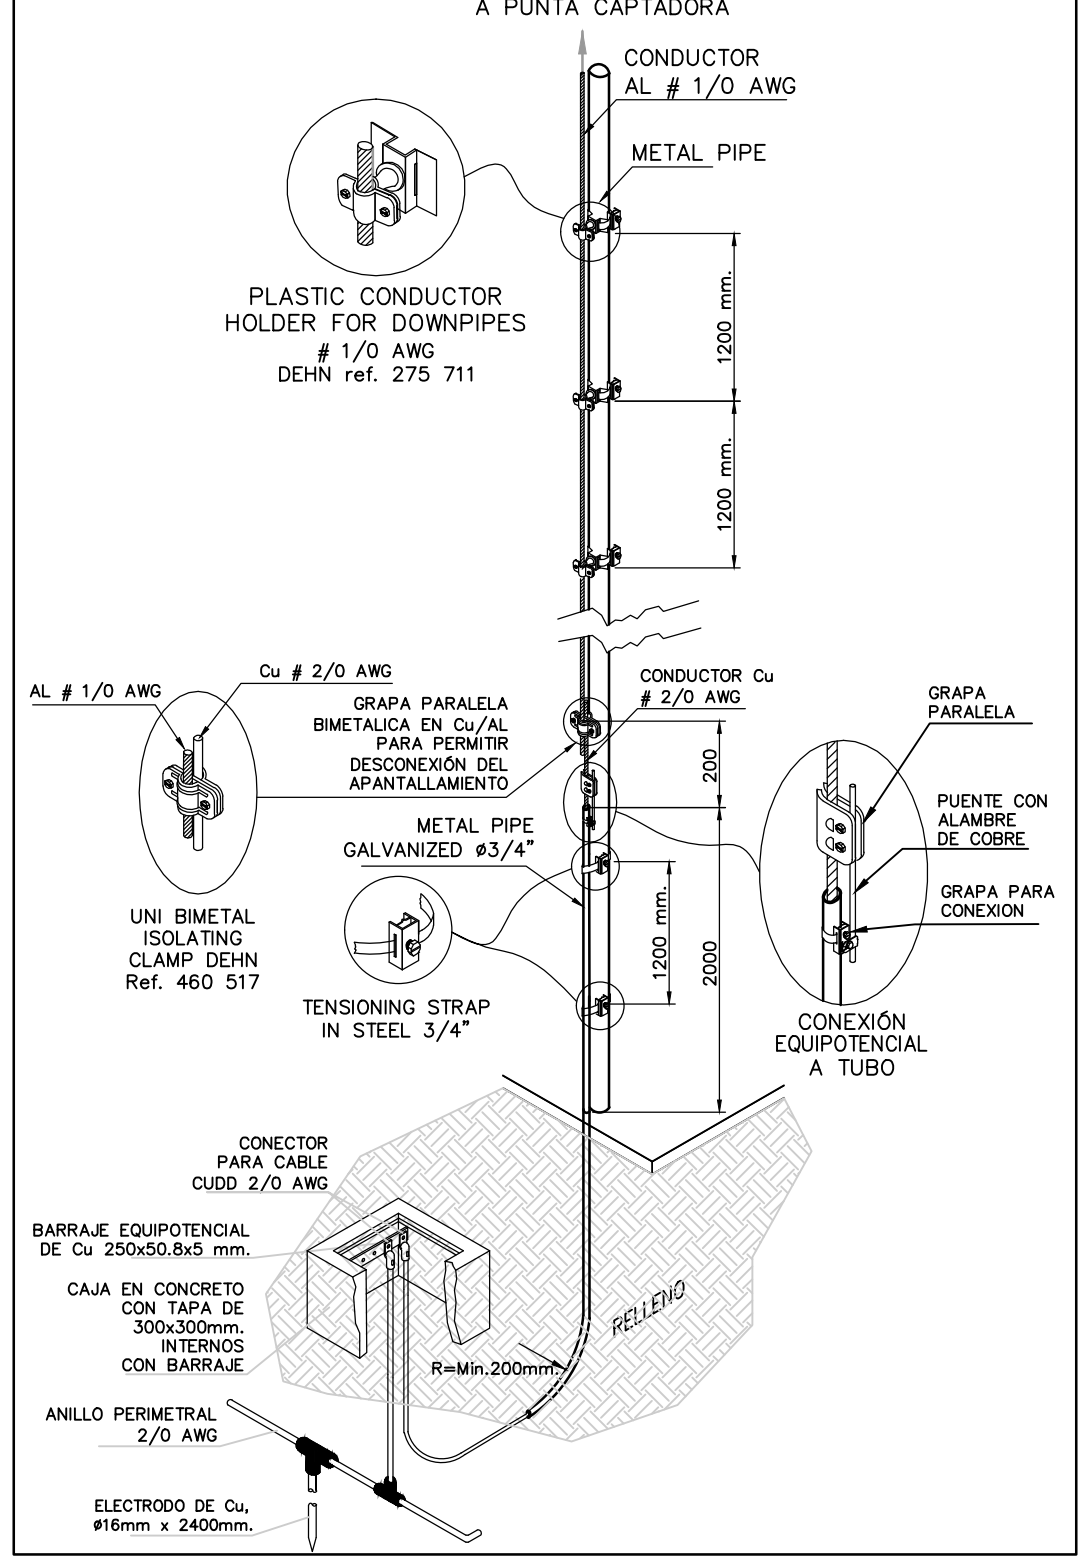 A PUNTA CAPTADORA
CONDUCTOR
AL # 1/0 AWG
METAL PIPE
PLASTIC CONDUCTOR
HOLDER FOR DOWNPIPES
# 1/0 AWG
DEHN ref. 275 711
1200 mm.
1200 mm.
AL # 1/0 AWG
Cu # 2/0 AWG
GRAPA PARALELA
BIMETALICA EN Cu/AL
PARA PERMITIR
DESCONEXIÓN DEL
APANTALLAMIENTO
CONDUCTOR Cu
# 2/0 AWG
200
GRAPA
PARALELA
PUENTE CON
ALAMBRE
DE COBRE
GRAPA PARA
CONEXION
METAL PIPE
GALVANIZED ø3/4"
UNI BIMETAL
ISOLATING
CLAMP DEHN
Ref. 460 517
TENSIONING STRAP
IN STEEL 3/4"
1200 mm.
2000
CONEXIÓN
EQUIPOTENCIAL
A TUBO
CONECTOR
PARA CABLE
CUDD 2/0 AWG
BARRAJE EQUIPOTENCIAL
DE Cu 250x50.8x5 mm.
CAJA EN CONCRETO
CON TAPA DE
300x300mm.
INTERNOS
CON BARRAJE
RELLENO
R=Min.200mm.
ANILLO PERIMETRAL
2/0 AWG
ELECTRODO DE Cu,
ø16mm x 2400mm.